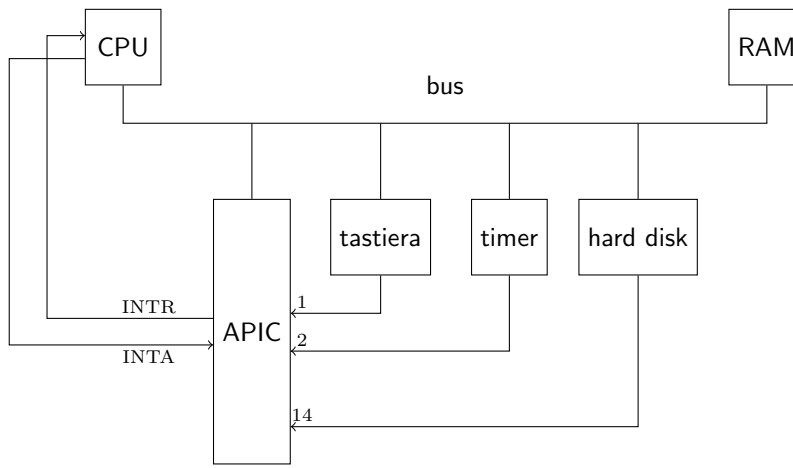 CPU
RAM
bus
tastiera
timer
hard disk
1
INTR
APIC
2
INTA
14